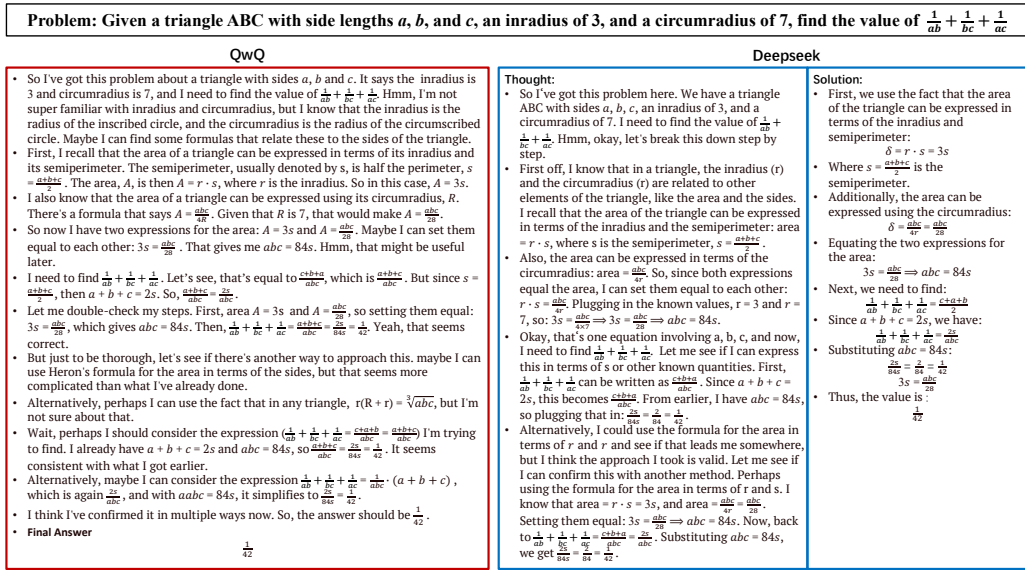 Problem: Given a triangle ABC with side lengths a, b, and c, an inradius of 3, and a circumradius of 7, find the value of 1/ab + 1/bc + 1/ac
QwQ
• So I've got this problem about a triangle with sides a, b and c. It says the inradius is
3 and circumradius is 7, and I need to find the value of 1/ab + 1/bc + 1/ac. Hmm, I'm not
super familiar with inradius and circumradius, but I know that the inradius is the
radius of the inscribed circle, and the circumradius is the radius of the circumscribed
circle. Maybe I can find some formulas that relate these to the sides of the triangle.
• First, I recall that the area of a triangle can be expressed in terms of its inradius and
its semiperimeter. The semiperimeter, usually denoted by s, is half the perimeter, s
= a+b+c/2 . The area, A, is then A = r · s, where r is the inradius. So in this case, A = 3s.
• I also know that the area of a triangle can be expressed using its circumradius, R.
There's a formula that says A = abc/4R . Given that R is 7, that would make A = abc/28 .
• So now I have two expressions for the area: A = 3s and A = abc/28 . Maybe I can set them
equal to each other: 3s = abc/28 . That gives me abc = 84s. Hmm, that might be useful
later.
• I need to find 1/ab + 1/bc + 1/ac . Let's see, that's equal to c+b+a/abc , which is a+b+c/abc . But since s =
a+b+c/2 , then a + b + c = 2s. So, a+b+c/abc = 2s/abc .
• Let me double-check my steps. First, area A = 3s and A = abc/28 , so setting them equal:
3s = abc/28 , which gives abc = 84s. Then, 1/ab + 1/bc + 1/ac = a+b+c/abc = 2s/84s = 1/42 . Yeah, that seems
correct.
• But just to be thorough, let's see if there's another way to approach this. maybe I can
use Heron's formula for the area in terms of the sides, but that seems more
complicated than what I've already done.
• Alternatively, perhaps I can use the fact that in any triangle, r(R + r) = ∛abc, but I'm
not sure about that.
• Wait, perhaps I should consider the expression (1/ab + 1/bc + 1/ac = c+a+b/abc = a+b+c/abc) I'm trying
to find. I already have a + b + c = 2s and abc = 84s, so a+b+c/abc = 2s/84s = 1/42 . It seems
consistent with what I got earlier.
• Alternatively, maybe I can consider the expression 1/ab + 1/bc + 1/ac = 1/abc · (a + b + c) ,
which is again 2s/abc , and with aabc = 84s, it simplifies to 2s/84s = 1/42 .
• I think I've confirmed it in multiple ways now. So, the answer should be 1/42 .
• Final Answer
1/42
Deepseek
Thought:
• So I've got this problem here. We have a triangle
ABC with sides a, b, c, an inradius of 3, and a
circumradius of 7. I need to find the value of 1/ab +
1/bc + 1/ac. Hmm, okay, let's break this down step by
step.
• First off, I know that in a triangle, the inradius (r)
and the circumradius (r) are related to other
elements of the triangle, like the area and the sides.
I recall that the area of the triangle can be expressed
in terms of the inradius and the semiperimeter: area
= r · s, where s is the semiperimeter, s = a+b+c/2 .
• Also, the area can be expressed in terms of the
circumradius: area = abc/4r. So, since both expressions
equal the area, I can set them equal to each other:
r · s = abc/4r. Plugging in the known values, r = 3 and r =
7, so: 3s = abc/4×7 ⟹ 3s = abc/28 ⟹ abc = 84s.
• Okay, that's one equation involving a, b, c, and now,
I need to find 1/ab + 1/bc + 1/ac. Let me see if I can express
this in terms of s or other known quantities. First,
1/ab + 1/bc + 1/ac can be written as c+b+a/abc . Since a + b + c =
2s, this becomes c+b+a/abc . From earlier, I have abc = 84s,
so plugging that in: 2s/84s = 2/84 = 1/42 .
• Alternatively, I could use the formula for the area in
terms of r and r and see if that leads me somewhere,
but I think the approach I took is valid. Let me see if
I can confirm this with another method. Perhaps
using the formula for the area in terms of r and s. I
know that area = r · s = 3s, and area = abc/4r = abc/28.
Setting them equal: 3s = abc/28 ⟹ abc = 84s. Now, back
to 1/ab + 1/bc + 1/ac = c+b+a/abc = 2s/abc . Substituting abc = 84s,
we get 2s/84s = 2/84 = 1/42 .
Solution:
• First, we use the fact that the area
of the triangle can be expressed in
terms of the inradius and
semiperimeter:
δ = r · s = 3s
• Where s = a+b+c/2 is the
semiperimeter.
• Additionally, the area can be
expressed using the circumradius:
δ = abc/4r = abc/28
• Equating the two expressions for
the area:
3s = abc/28 ⟹ abc = 84s
• Next, we need to find:
1/ab + 1/bc + 1/ac = c+a+b/2
• Since a + b + c = 2s, we have:
1/ab + 1/bc + 1/ac = 2s/abc
• Substituting abc = 84s:
2s/84s = 2/84 = 1/42
3s = abc/28
• Thus, the value is :
1/42